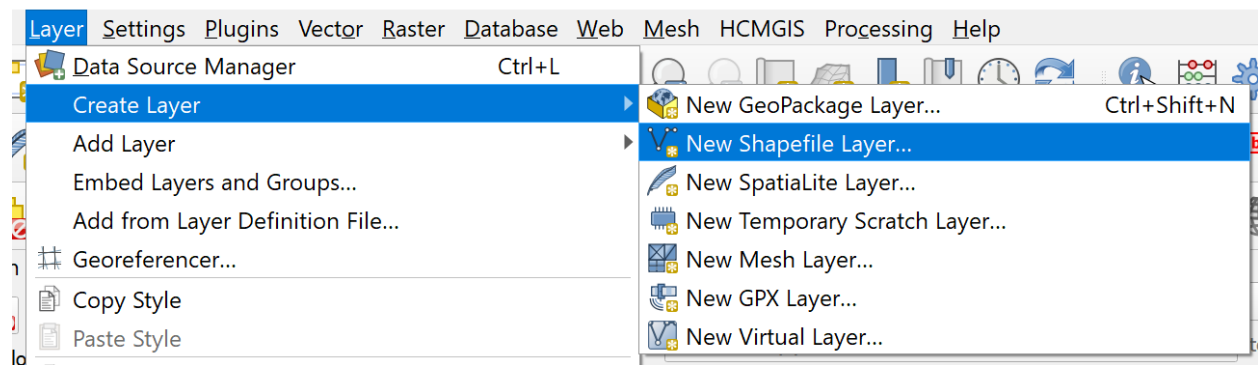 Layer Settings Plugins Vector Raster Database Web Mesh HCMGIS Processing Help
Data Source Manager Ctrl+L
Create Layer
Add Layer
Embed Layers and Groups...
Add from Layer Definition File...
Georeferencer...
Copy Style
Paste Style
New GeoPackage Layer... Ctrl+Shift+N
New Shapefile Layer...
New SpatiaLite Layer...
New Temporary Scratch Layer...
New Mesh Layer...
New GPX Layer...
New Virtual Layer...